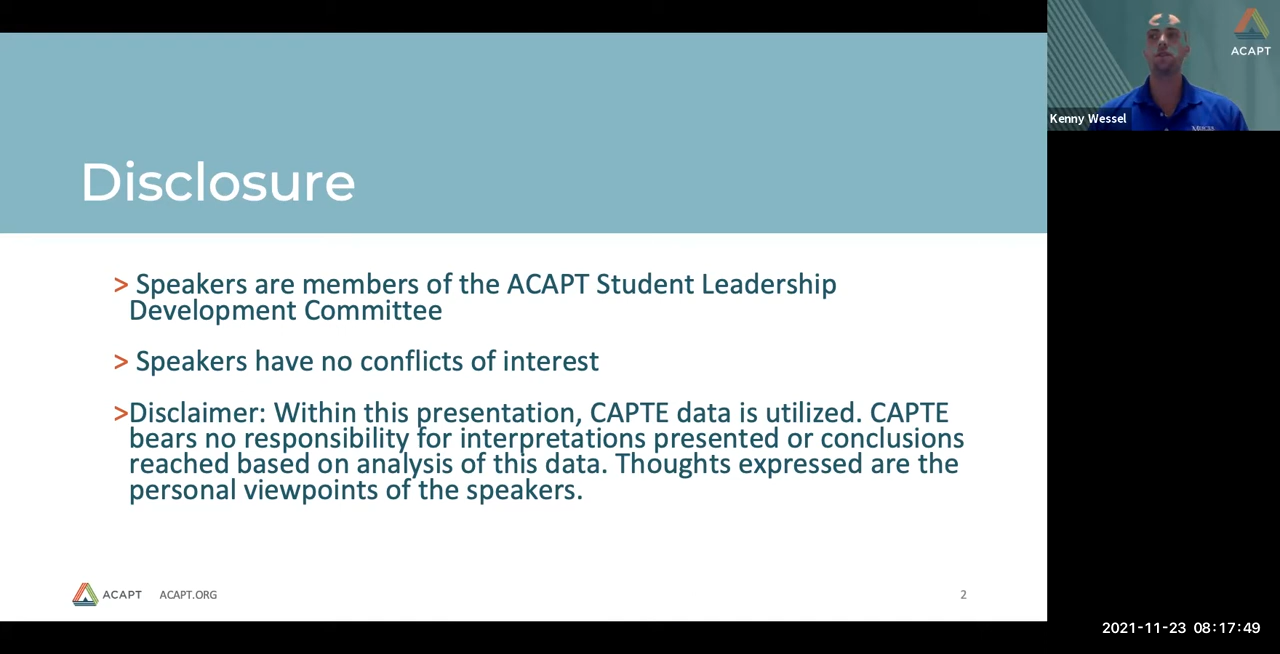 ACAPT
Kenny Wessel
Disclosure
> Speakers are members of the ACAPT Student Leadership
Development Committee
> Speakers have no conflicts of interest
>Disclaimer: Within this presentation, CAPTE data is utilized. CAPTE
bears no responsibility for interpretations presented or conclusions
reached based on analysis of this data. Thoughts expressed are the
personal viewpoints of the speakers.
ACAPT ACAPT.ORG
2
2021-11-23 08:17:49